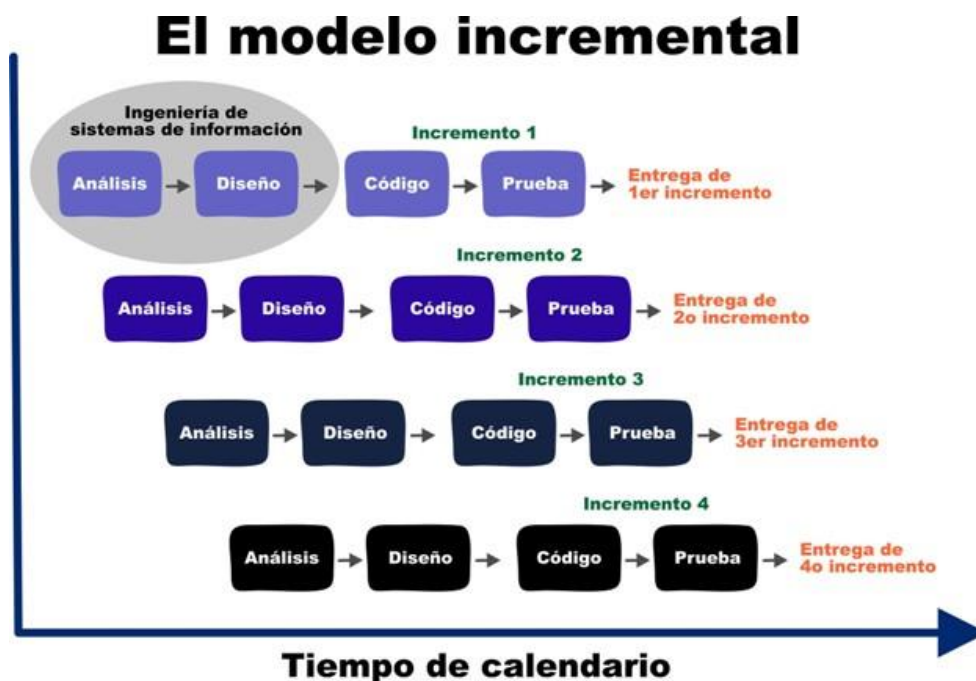 El modelo incremental
Ingeniería de
sistemas de información
Incremento 1
Análisis
Diseño
Código
Prueba
Entrega de
1er incremento
Incremento 2
Análisis
Diseño
Código
Prueba
Entrega de
2o incremento
Incremento 3
Análisis
Diseño
Código
Prueba
Entrega de
3er incremento
Incremento 4
Análisis
Diseño
Código
Prueba
Entrega de
4o incremento
Tiempo de calendario